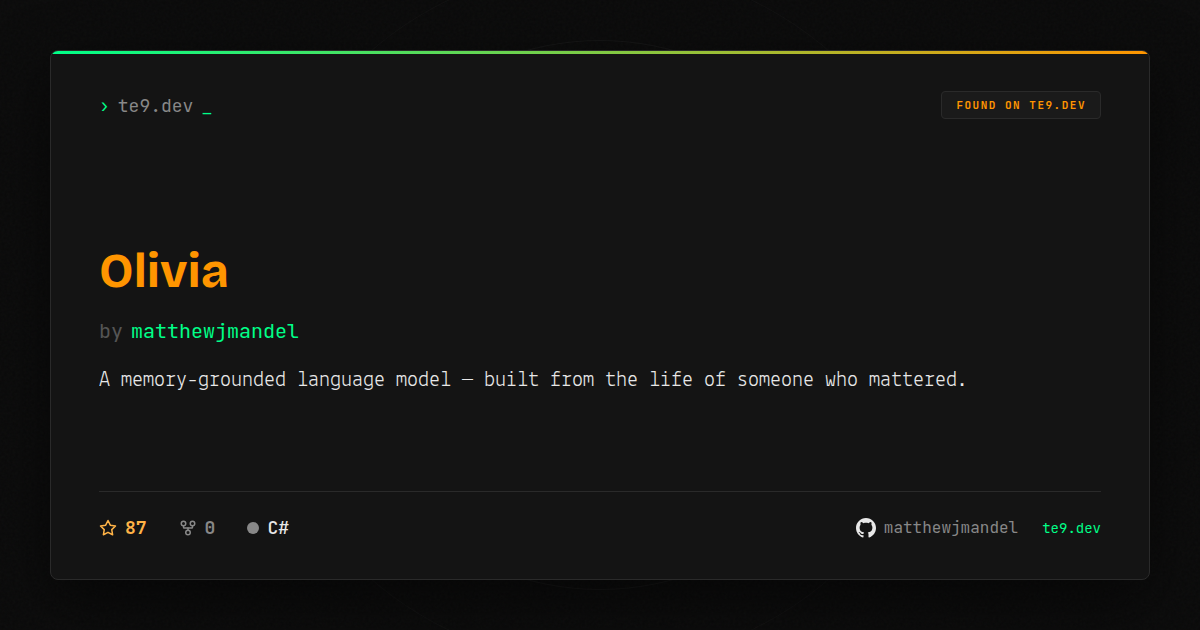 › te9.dev _
FOUND ON TE9.DEV
Olivia
by matthewjmandel
A memory-grounded language model — built from the life of someone who mattered.
87 0 C#
matthewjmandel te9.dev